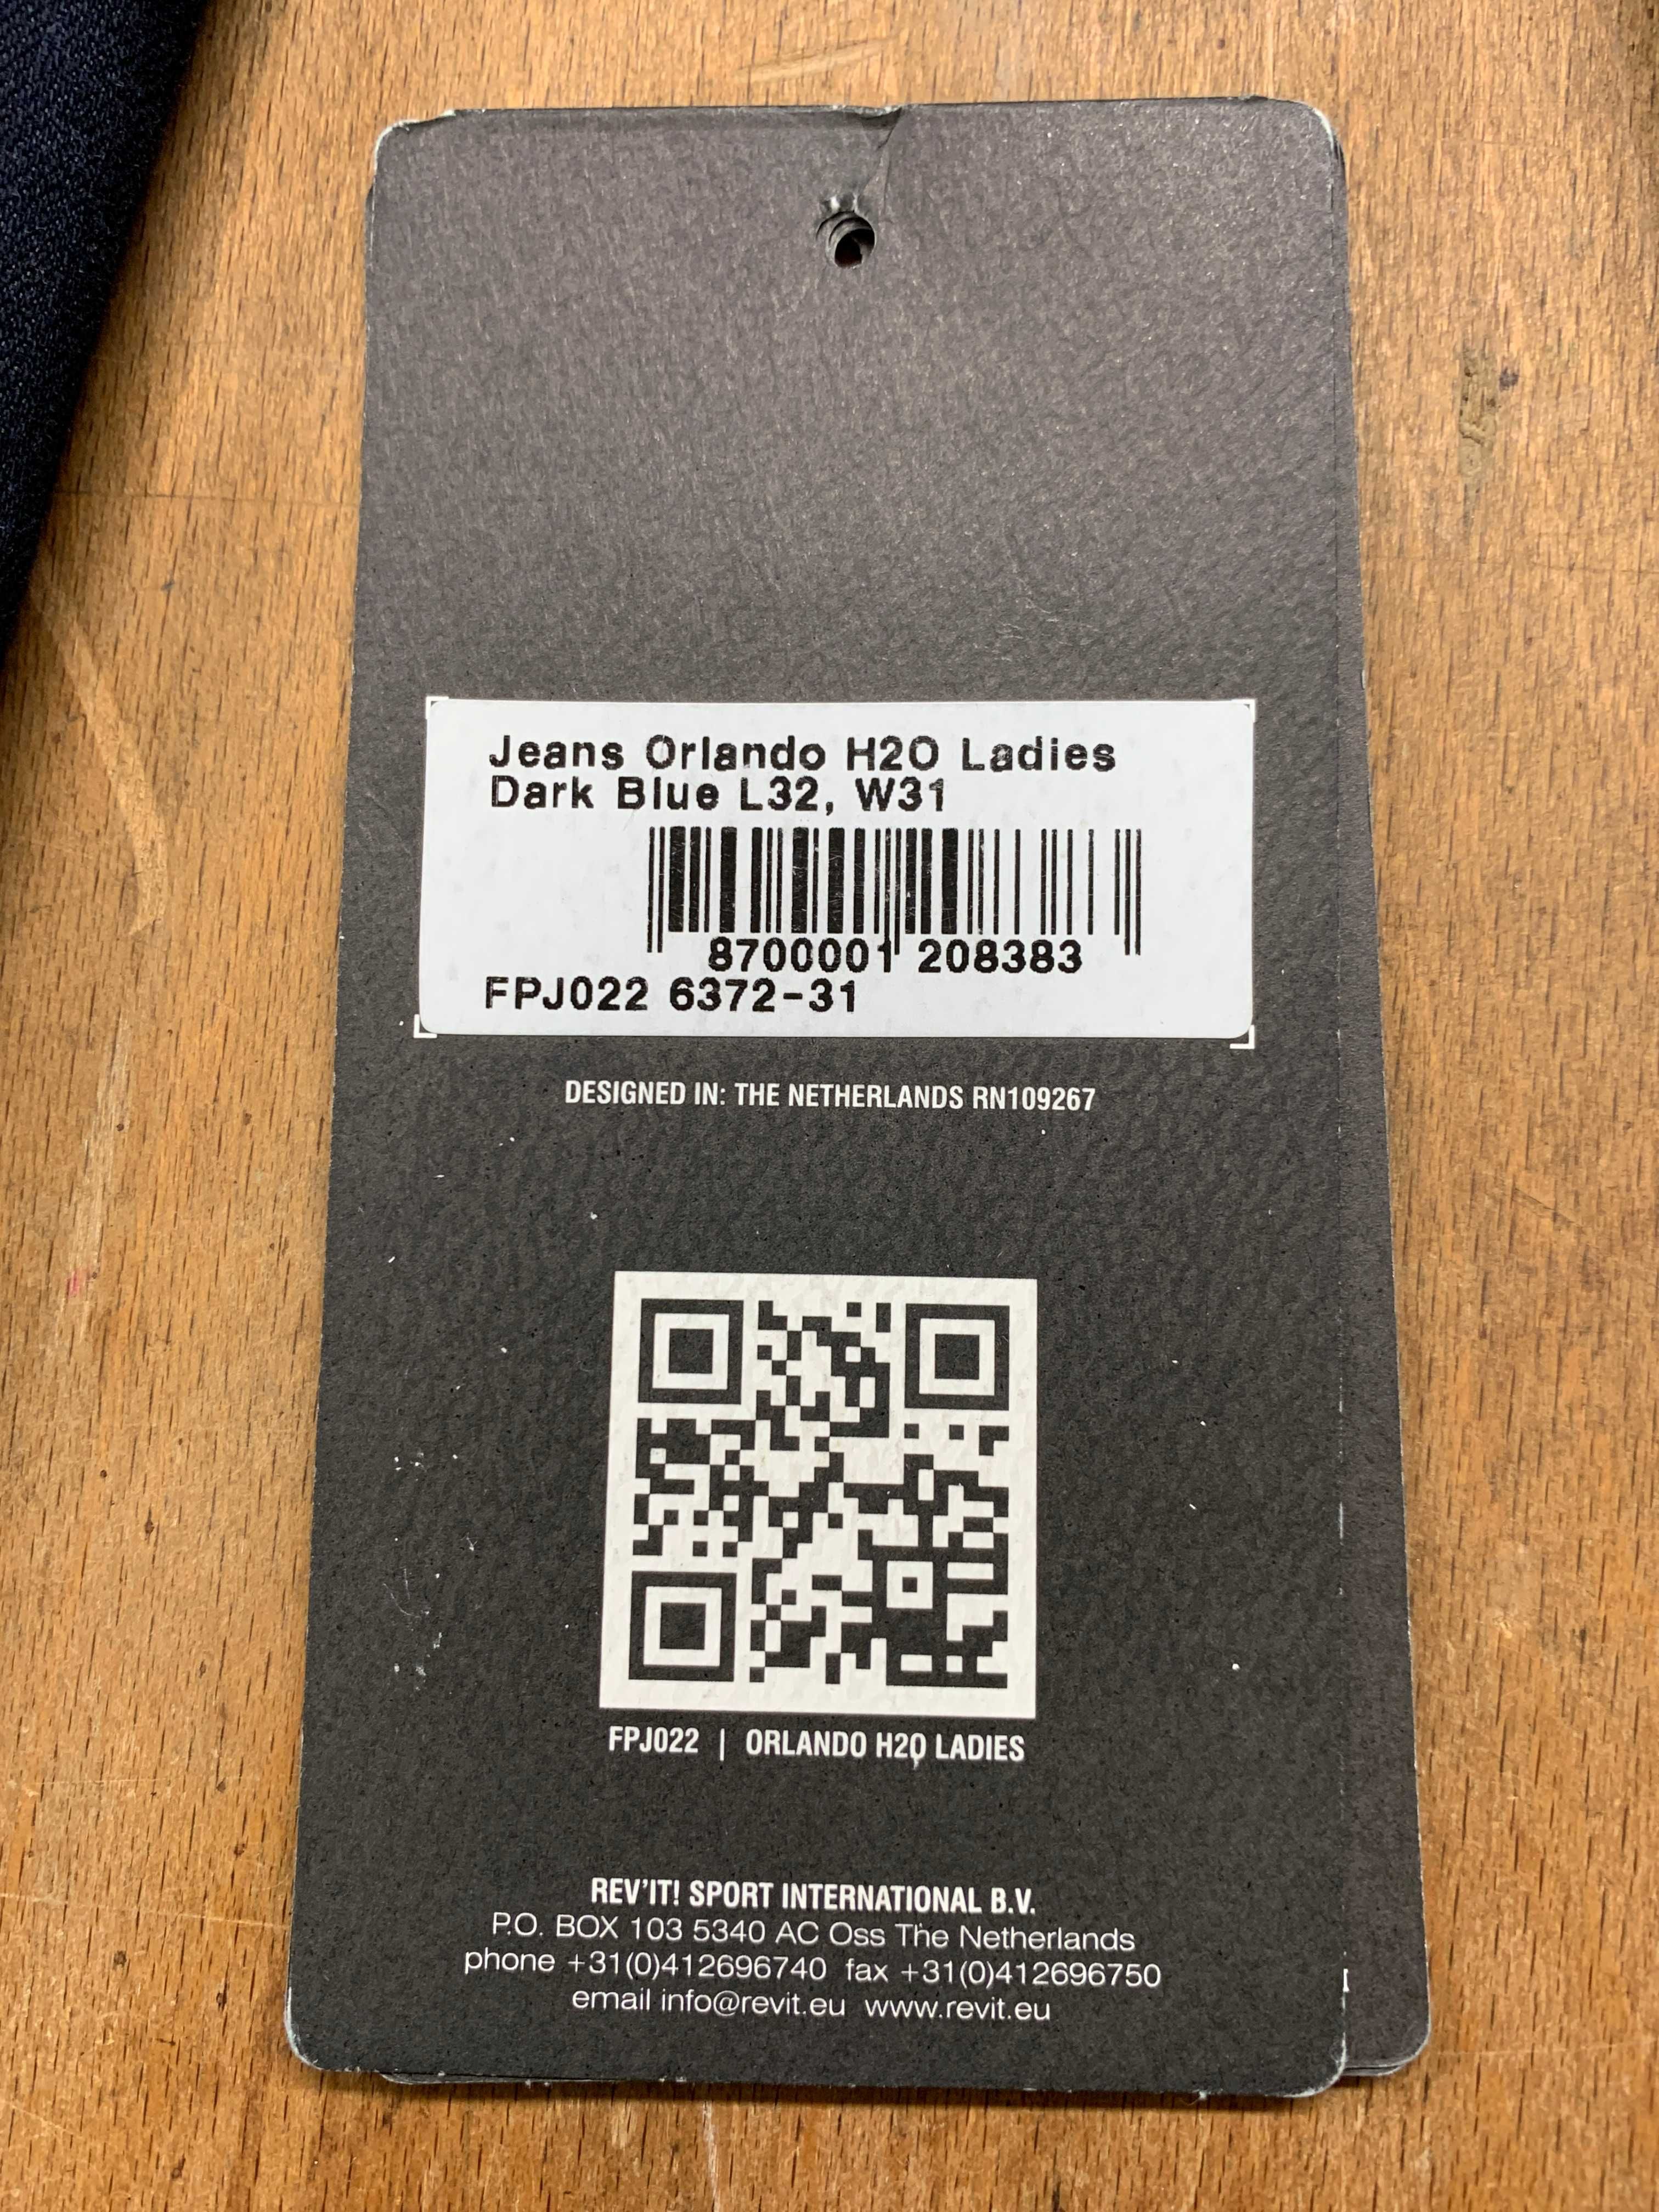 Jeans Orlando H2O Ladies
Dark Blue L32, W31
8700001 208383
FPJ022 6372-31
DESIGNED IN: THE NETHERLANDS RN109267
FPJ022 | ORLANDO H2O LADIES
REV'IT! SPORT INTERNATIONAL B.V.
P.O. BOX 103 5340 AC Oss The Netherlands
phone +31(0)412696740 fax +31(0)412696750
email info@revit.eu www.revit.eu